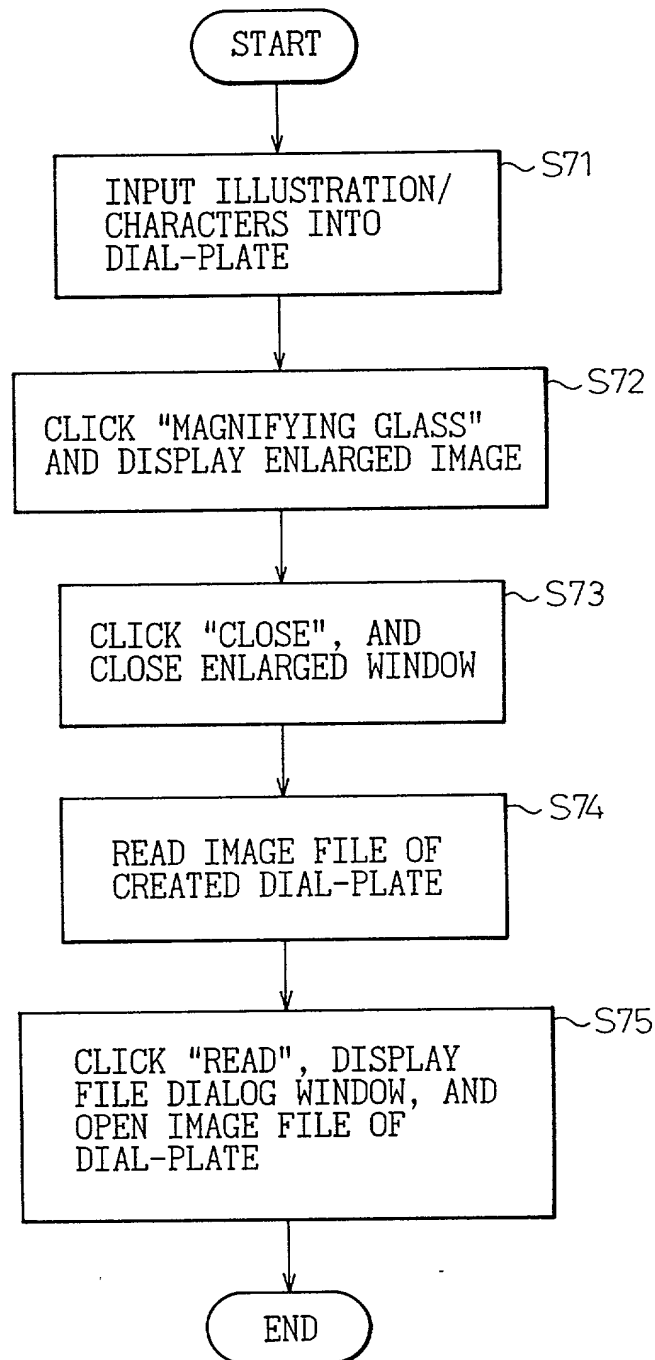 START
S71
INPUT ILLUSTRATION/
CHARACTERS INTO
DIAL-PLATE
S72
CLICK "MAGNIFYING GLASS"
AND DISPLAY ENLARGED IMAGE
S73
CLICK "CLOSE", AND
CLOSE ENLARGED WINDOW
S74
READ IMAGE FILE OF
CREATED DIAL-PLATE
S75
CLICK "READ", DISPLAY
FILE DIALOG WINDOW, AND
OPEN IMAGE FILE OF
DIAL-PLATE
END